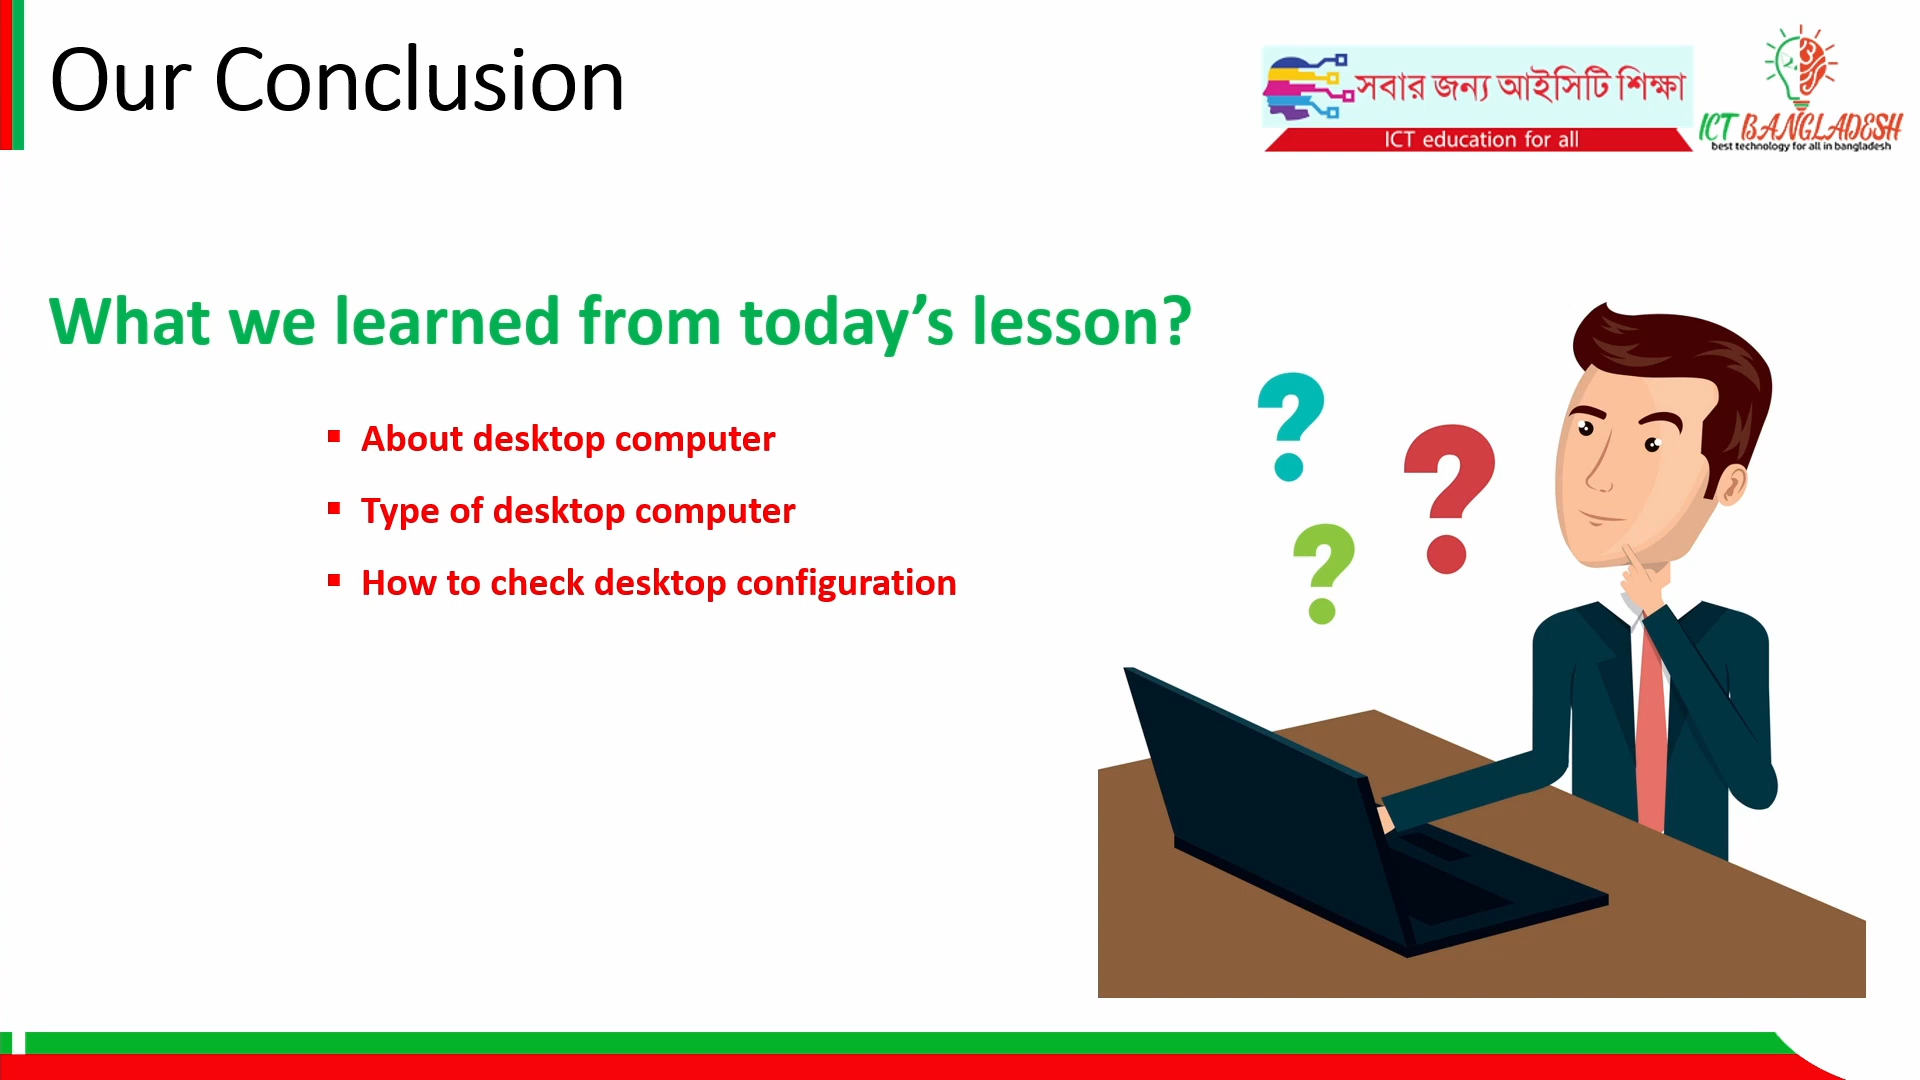 Our Conclusion
সবার জন্য আইসিটি শিক্ষা
ICT education for all
ICT BANGLADESH
best technology for all in bangladesh
What we learned from today’s lesson?
▪ About desktop computer
▪ Type of desktop computer
▪ How to check desktop configuration